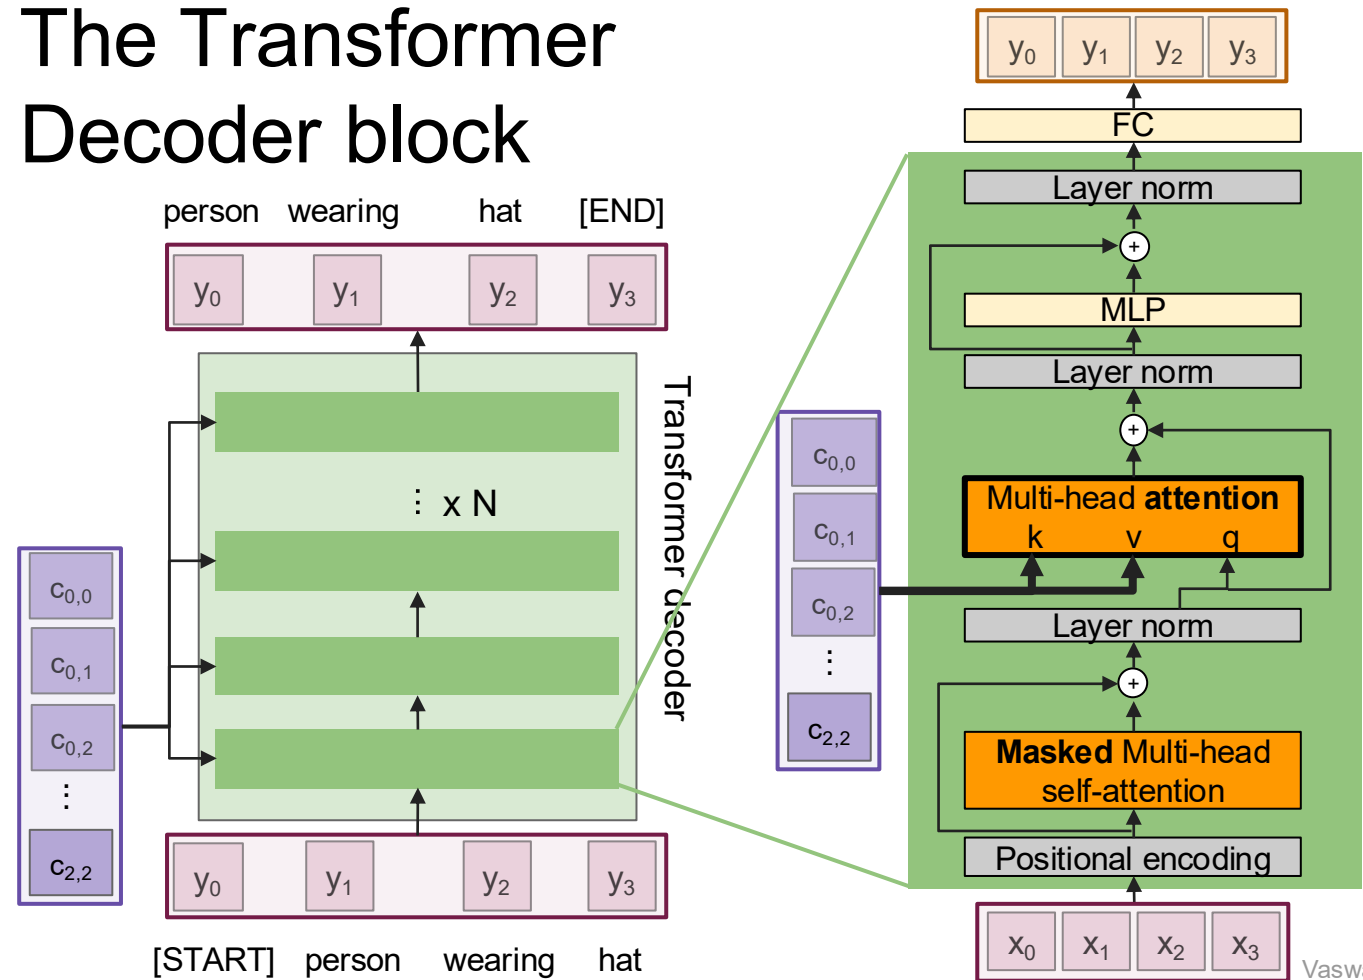 The Transformer
Decoder block
person wearing hat [END]
y0 y1 y2 y3
⋮ x N
Transformer decoder
c0,0
c0,1
c0,2
⋮
c2,2
y0 y1 y2 y3
[START] person wearing hat
y0 y1 y2 y3
FC
Layer norm
+
MLP
Layer norm
+
Multi-head attention
k v q
Layer norm
+
Masked Multi-head
self-attention
Positional encoding
x0 x1 x2 x3
c0,0
c0,1
c0,2
⋮
c2,2